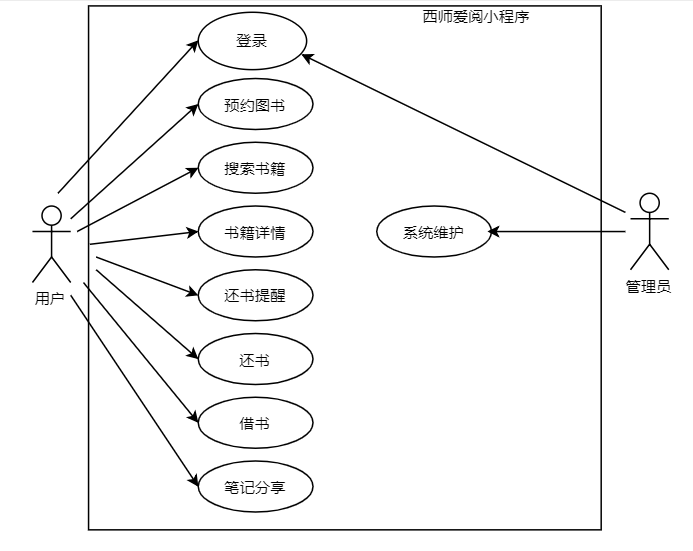 西师爱阅小程序
登录
预约图书
搜索书籍
书籍详情
系统维护
用户
管理员
还书提醒
还书
借书
笔记分享